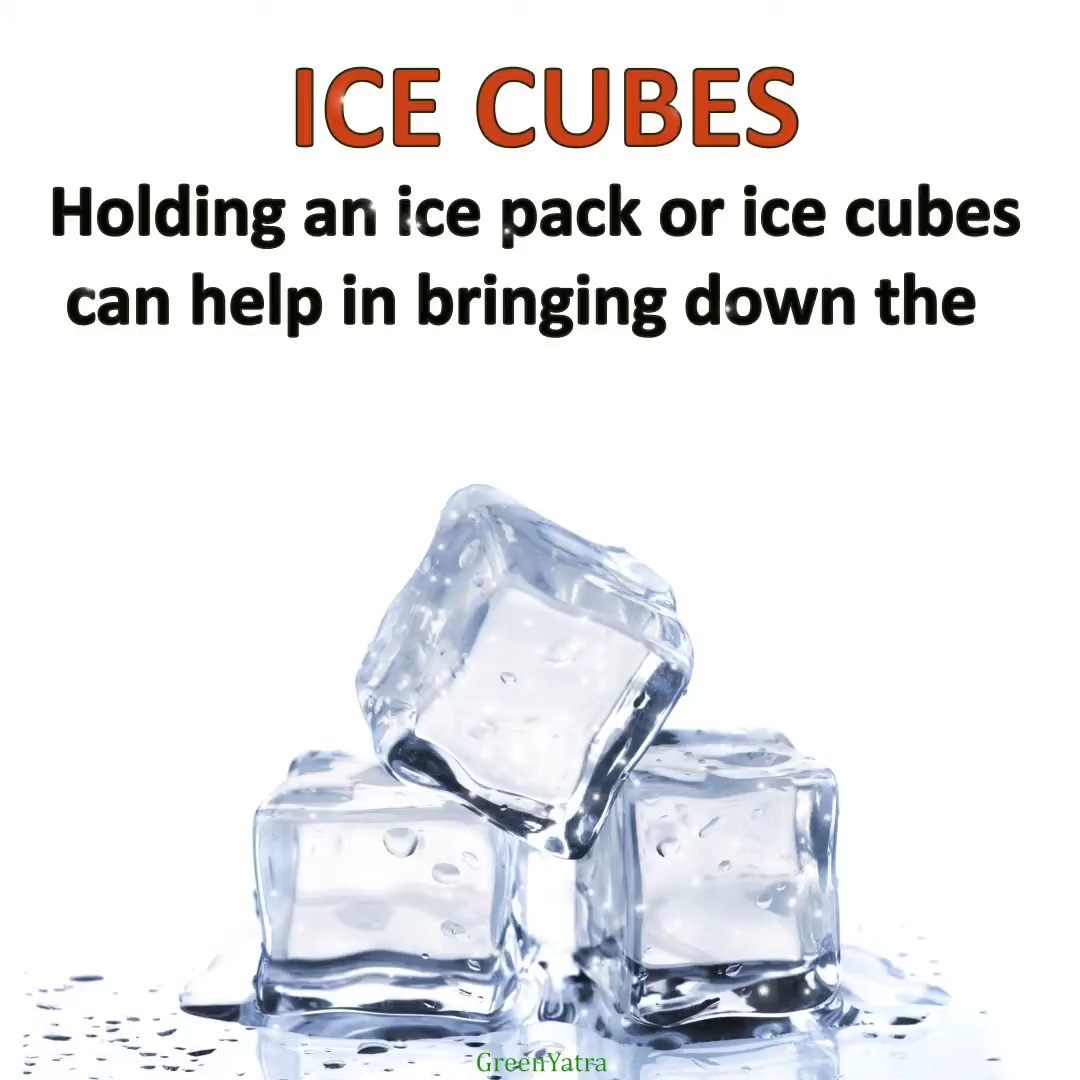 ICE CUBES
Holding an ice pack or ice cubes
can help in bringing down the
GreenYatra